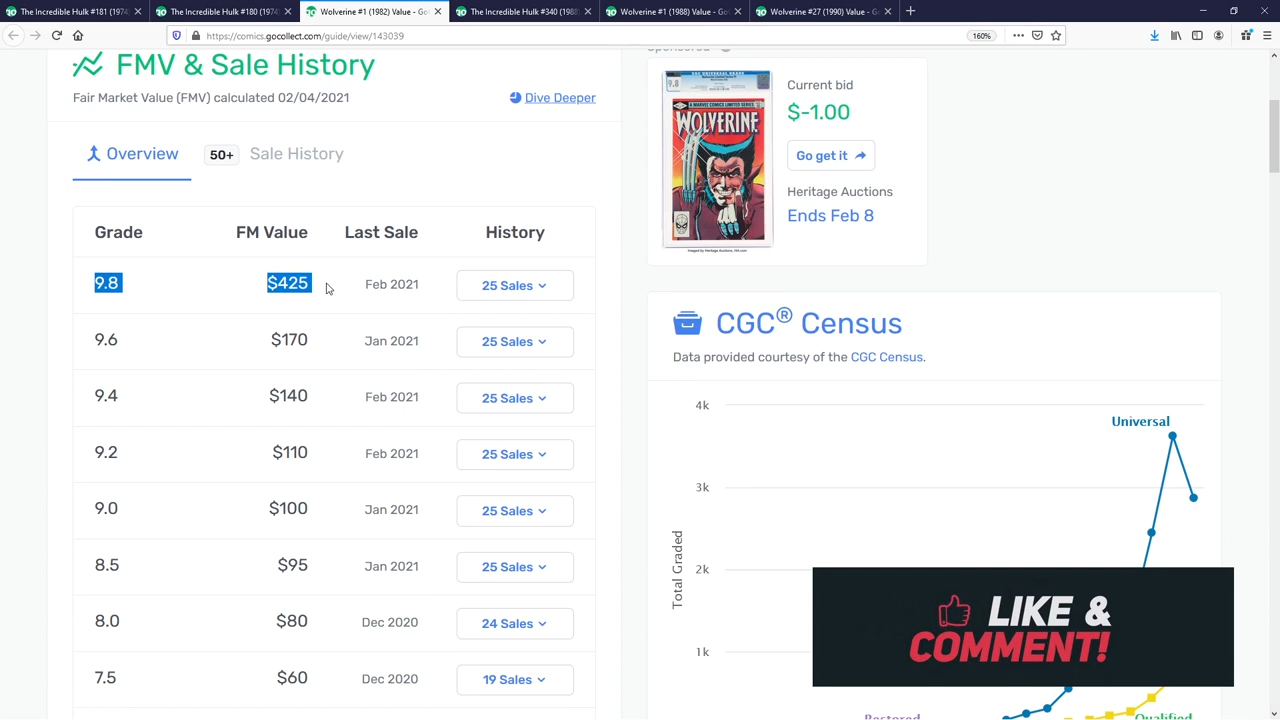 The Incredible Hulk #181 (1974)
The Incredible Hulk #180 (1974)
Wolverine #1 (1982) Value - Go
The Incredible Hulk #340 (1988)
Wolverine #1 (1988) Value - Go
Wolverine #27 (1990) Value - Go
https://comics.gocollect.com/guide/view/143039
160%
FMV & Sale History
Fair Market Value (FMV) calculated 02/04/2021
Dive Deeper
Overview
50+
Sale History
Grade FM Value Last Sale History
9.8 $425 Feb 2021 25 Sales
9.6 $170 Jan 2021 25 Sales
9.4 $140 Feb 2021 25 Sales
9.2 $110 Feb 2021 25 Sales
9.0 $100 Jan 2021 25 Sales
8.5 $95 Jan 2021 25 Sales
8.0 $80 Dec 2020 24 Sales
7.5 $60 Dec 2020 19 Sales
Sponsored
9.8
A MARVEL COMICS LIMITED SERIES
WOLVERINE
Current bid
$-1.00
Go get it
Heritage Auctions
Ends Feb 8
CGC® Census
Data provided courtesy of the CGC Census.
4k
Universal
3k
Total Graded
2k
1k
Restored
Qualified
LIKE &
COMMENT!